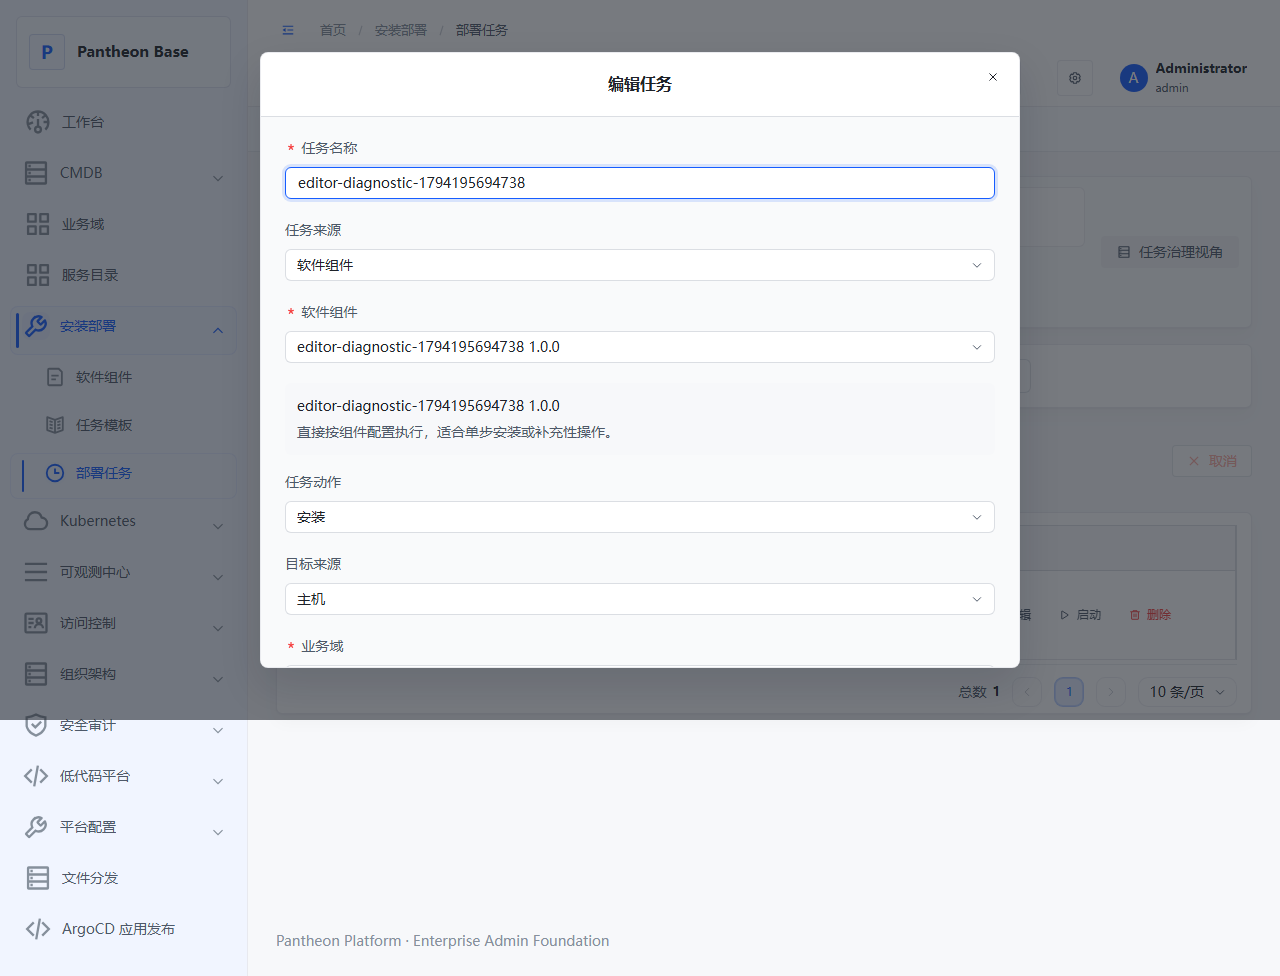 P Pantheon Base
工作台
CMDB
业务域
服务目录
安装部署
软件组件
任务模板
部署任务
Kubernetes
可观测中心
访问控制
组织架构
安全审计
低代码平台
平台配置
文件分发
ArgoCD 应用发布
首页 / 安装部署 / 部署任务
A Administrator
admin
任务治理视角
取消
编辑任务
* 任务名称
editor-diagnostic-1794195694738
任务来源
软件组件
* 软件组件
editor-diagnostic-1794195694738 1.0.0
editor-diagnostic-1794195694738 1.0.0
直接按组件配置执行，适合单步安装或补充性操作。
任务动作
安装
目标来源
主机
* 业务域
辑 启动 删除
总数 1 1 10 条/页
Pantheon Platform · Enterprise Admin Foundation